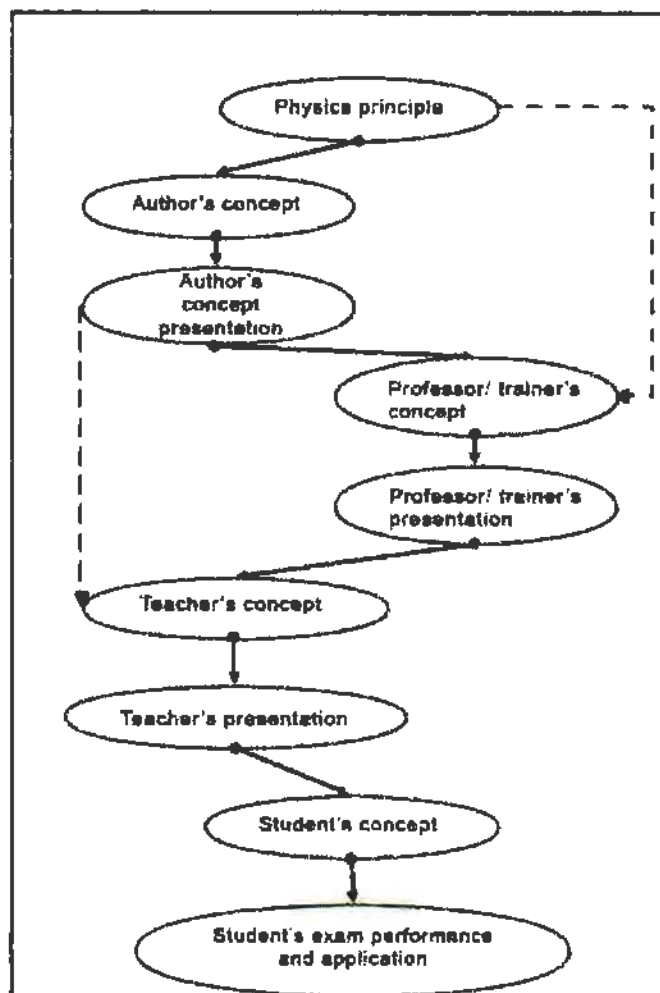 Physics principle
Author's concept
Author's
concept
presentation
Professor/ trainer's
concept
Professor/ trainer's
presentation
Teacher's concept
Teacher's presentation
Student's concept
Student's exam performance
and application